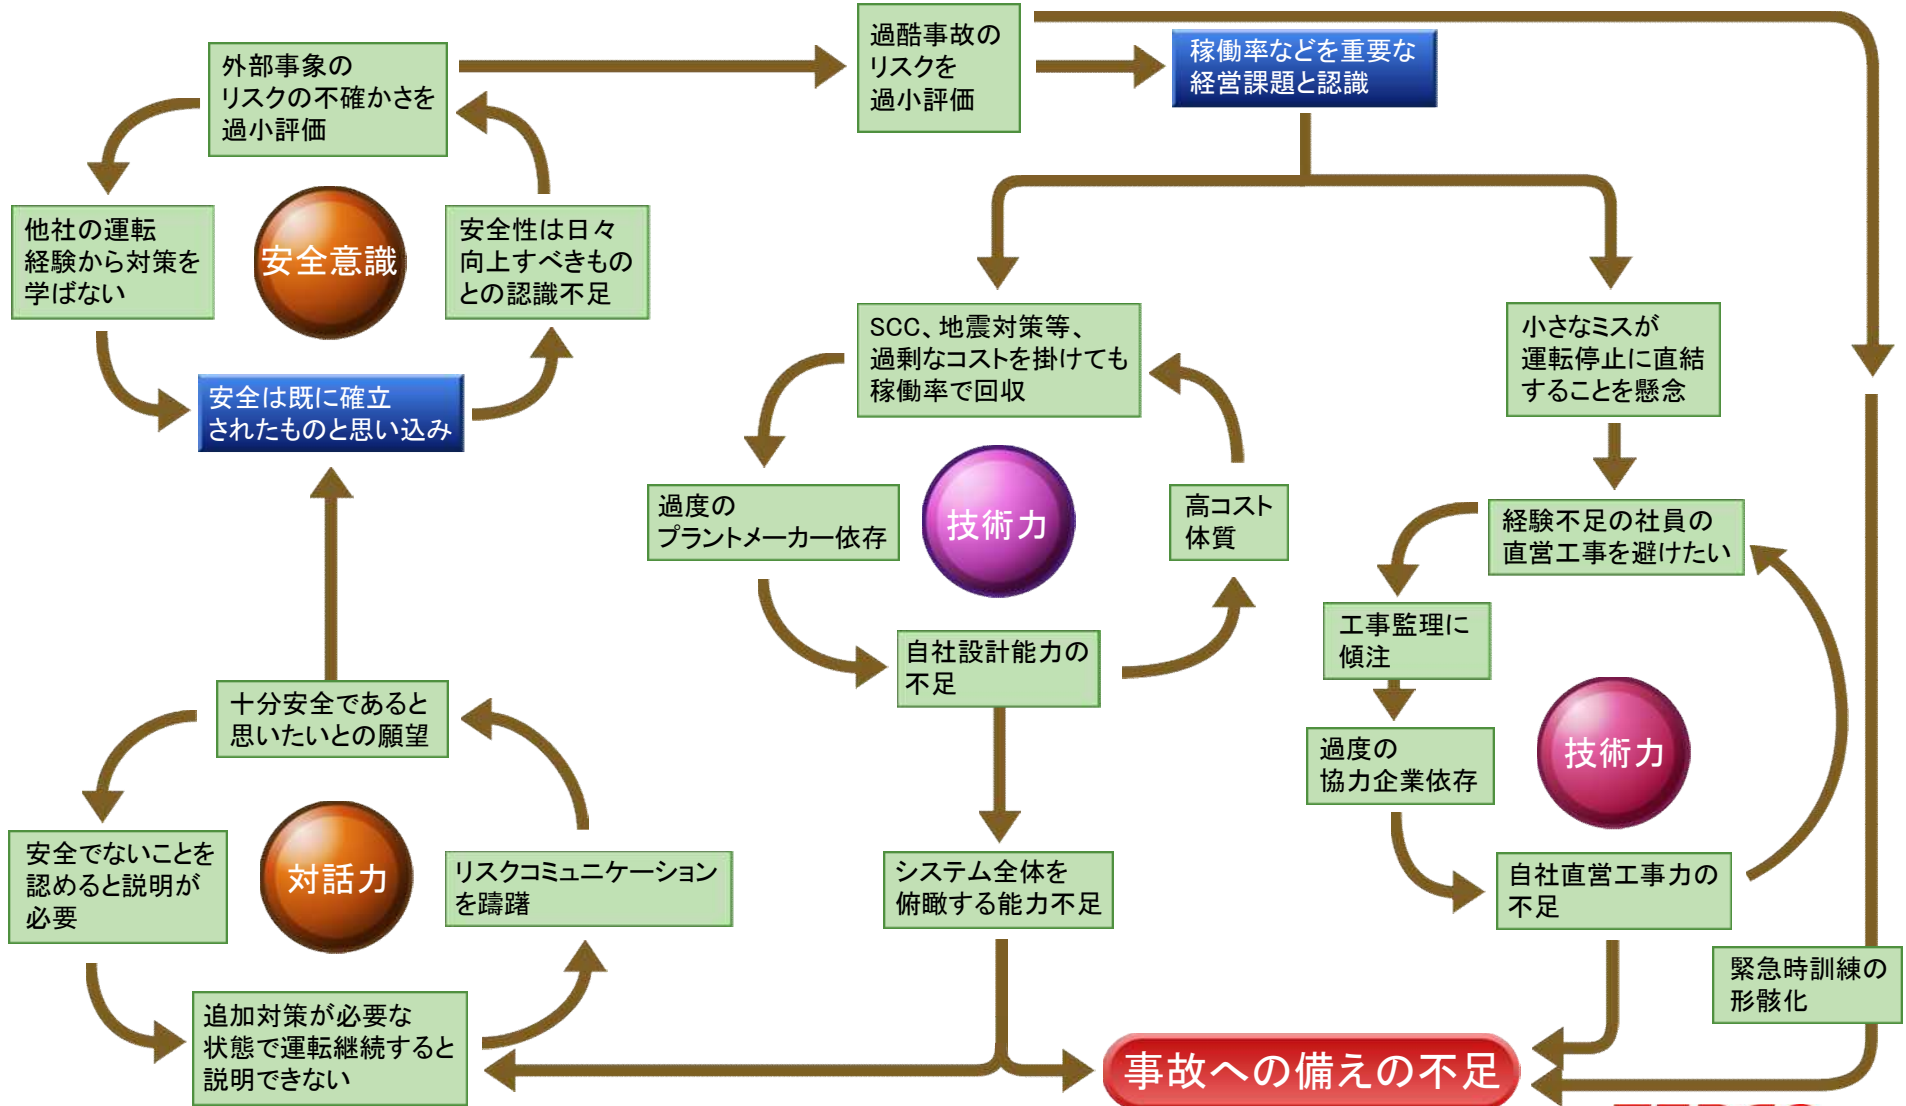 過酷事故の
リスクを
過小評価
稼働率などを重要な
経営課題と認識
外部事象の
リスクの不確かさを
過小評価
他社の運転
経験から対策を
学ばない
安全意識
安全性は日々
向上すべきもの
との認識不足
安全は既に確立
されたものと思い込み
SCC、地震対策等、
過剰なコストを掛けても
稼働率で回収
小さなミスが
運転停止に直結
することを懸念
過度の
プラントメーカー依存
技術力
高コスト
体質
経験不足の社員の
直営工事を避けたい
工事監理に
傾注
自社設計能力の
不足
十分安全であると
思いたいとの願望
過度の
協力企業依存
技術力
安全でないことを
認めると説明が
必要
対話力
リスクコミュニケーション
を躊躇
システム全体を
俯瞰する能力不足
自社直営工事力の
不足
緊急時訓練の
形骸化
追加対策が必要な
状態で運転継続すると
説明できない
事故への備えの不足